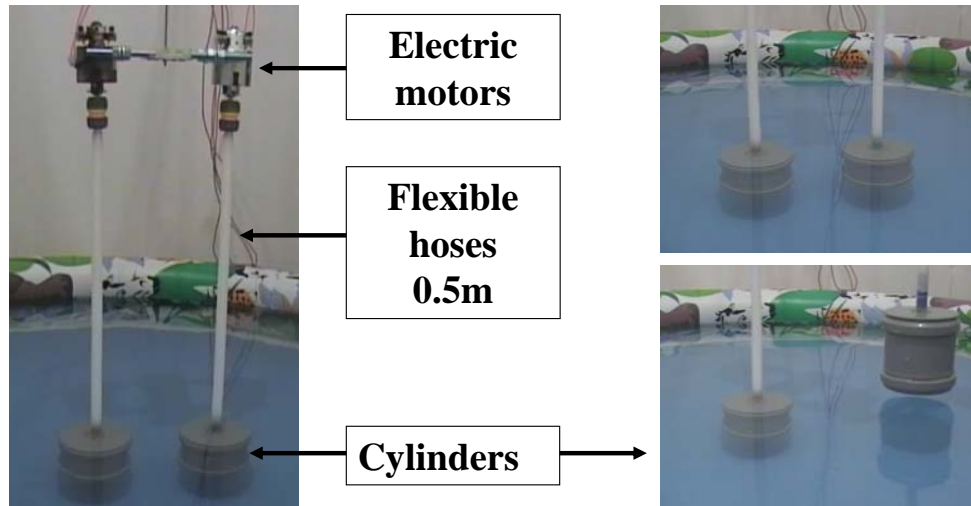 Electric
motors
Flexible
hoses
0.5m
Cylinders